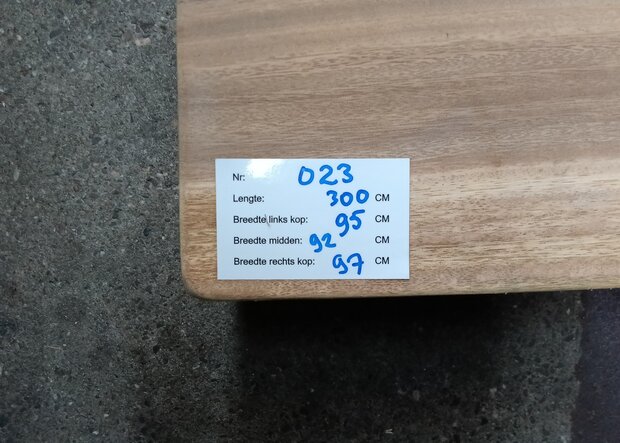 Nr: 023
Lengte: 300 CM
Breedte links kop: 95 CM
Breedte midden: 92 CM
Breedte rechts kop: 97 CM